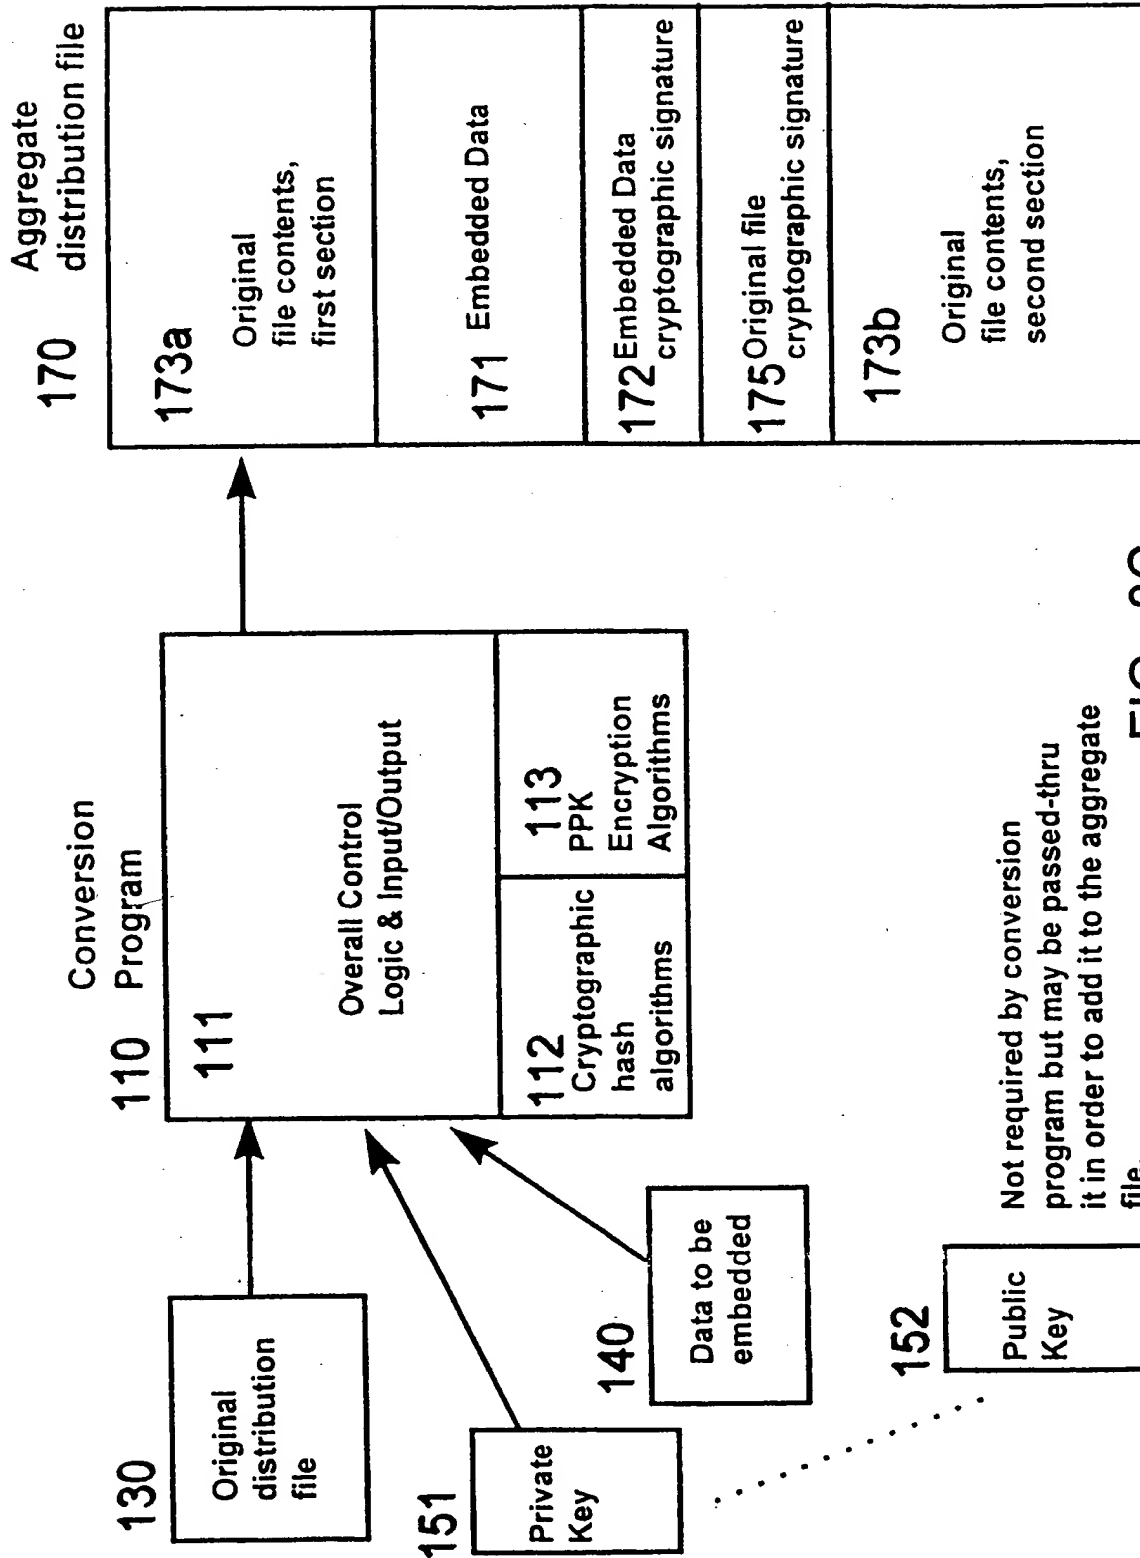 130
Original
distribution
file
151
Private
Key
140
Data to be
embedded
152
Public
Key
Not required by conversion
program but may be passed-thru
it in order to add it to the aggregate
file.
Conversion
110 Program
111
Overall Control
Logic & Input/Output
112
Cryptographic
hash
algorithms
113
PPK
Encryption
Algorithms
Aggregate
170 distribution file
173a
Original
file contents,
first section
171 Embedded Data
172 Embedded Data
cryptographic signature
175 Original file
cryptographic signature
173b
Original
file contents,
second section
FIG.